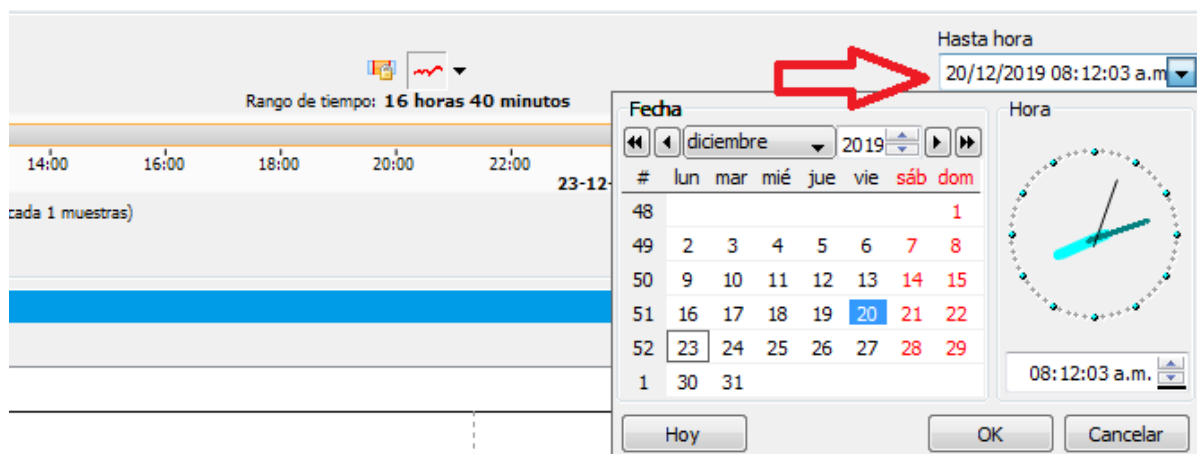 Hasta hora
20/12/2019 08:12:03 a.m
Rango de tiempo: 16 horas 40 minutos
14:00 16:00 18:00 20:00 22:00
23-12-
cada 1 muestras)
Fecha
diciembre 2019
# lun mar mié jue vie sáb dom
48 1
49 2 3 4 5 6 7 8
50 9 10 11 12 13 14 15
51 16 17 18 19 20 21 22
52 23 24 25 26 27 28 29
1 30 31
Hora
08:12:03 a.m.
Hoy OK Cancelar